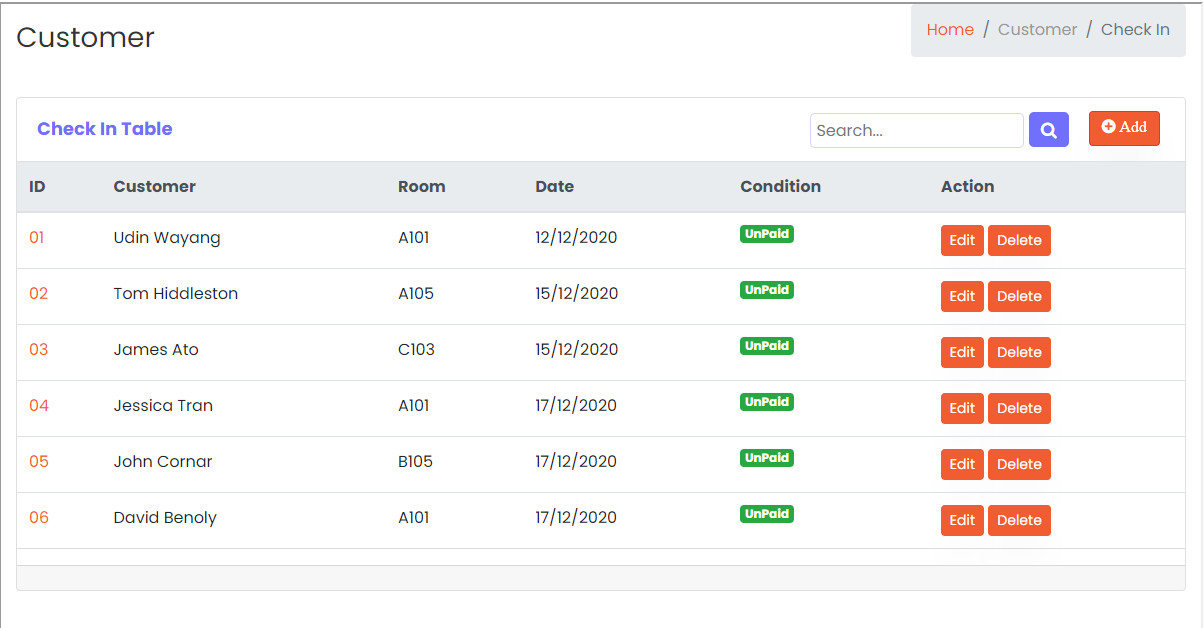 Customer
Home / Customer / Check In
Check In Table
Search...
Add
ID Customer Room Date Condition Action
01 Udin Wayang A101 12/12/2020 UnPaid Edit Delete
02 Tom Hiddleston A105 15/12/2020 UnPaid Edit Delete
03 James Ato C103 15/12/2020 UnPaid Edit Delete
04 Jessica Tran A101 17/12/2020 UnPaid Edit Delete
05 John Cornar B105 17/12/2020 UnPaid Edit Delete
06 David Benoly A101 17/12/2020 UnPaid Edit Delete